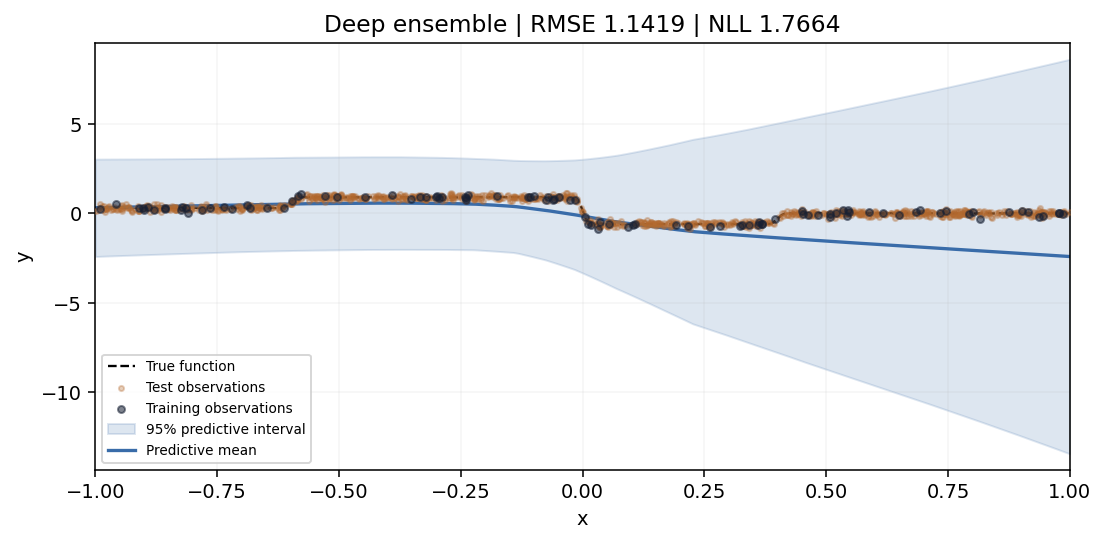 Deep ensemble | RMSE 1.1419 | NLL 1.7664
y
5
0
−5
−10
True function
Test observations
Training observations
95% predictive interval
Predictive mean
−1.00 −0.75 −0.50 −0.25 0.00 0.25 0.50 0.75 1.00
x